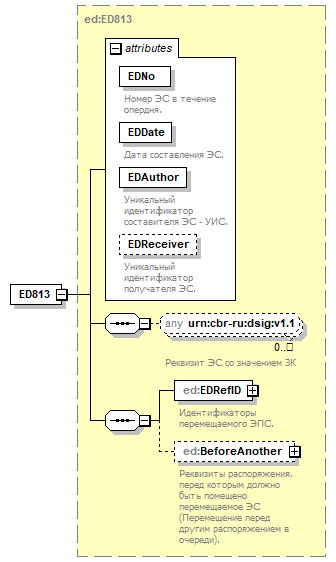 ed:ED813
attributes
EDNo
Номер ЭС в течение
опердня.
EDDate
Дата составления ЭС.
EDAuthor
Уникальный
идентификатор
составителя ЭС - УИС.
EDReceiver
Уникальный
идентификатор
получателя ЭС.
ED813
any urn:cbr-ru:dsig:v1.1
0..□
Реквизит ЭС со значением ЗК
ed:EDRefID
Идентификаторы
перемещаемого ЭПС.
ed:BeforeAnother
Реквизиты распоряжения,
перед которым должно
быть помещено
перемещаемое ЭС
(Перемещение перед
другим распоряжением в
очереди).